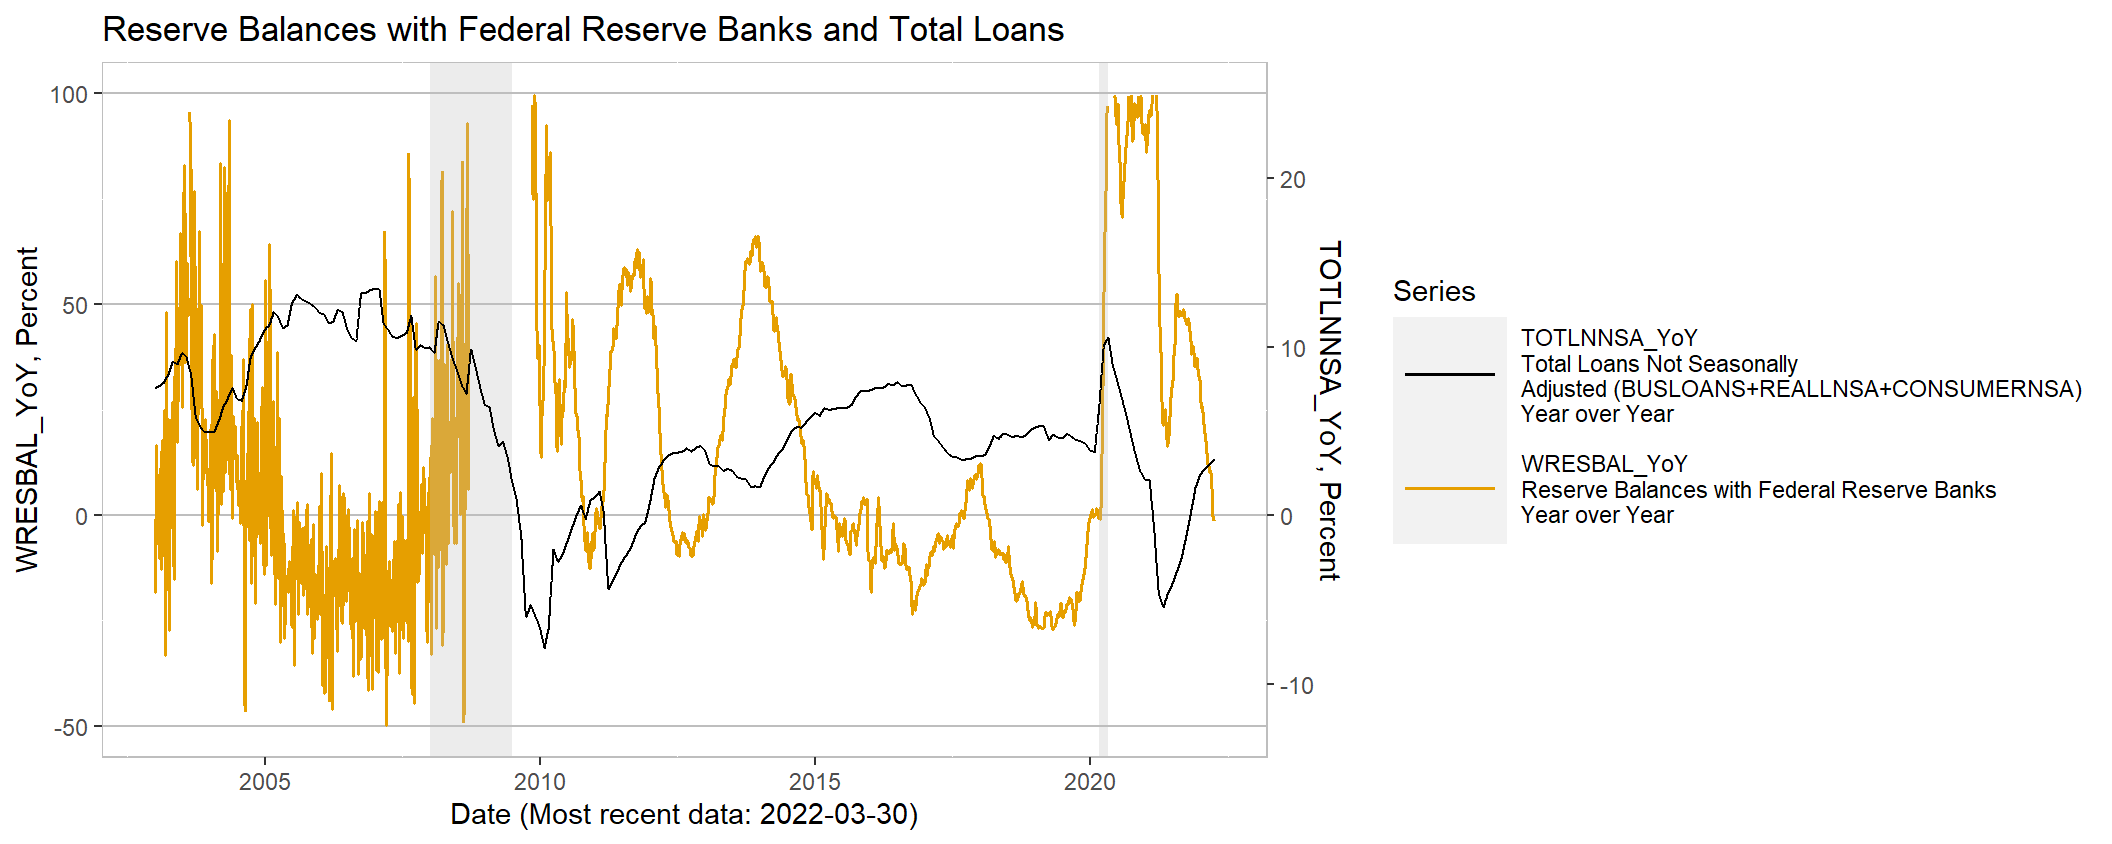 Reserve Balances with Federal Reserve Banks and Total Loans
WRESBAL_YoY, Percent
100
50
0
-50
20
10
0
-10
TOTLNNSA_YoY, Percent
2005
2010
2015
2020
Date (Most recent data: 2022-03-30)
Series
TOTLNNSA_YoY
Total Loans Not Seasonally
Adjusted (BUSLOANS+REALLNSA+CONSUMERNSA)
Year over Year
WRESBAL_YoY
Reserve Balances with Federal Reserve Banks
Year over Year